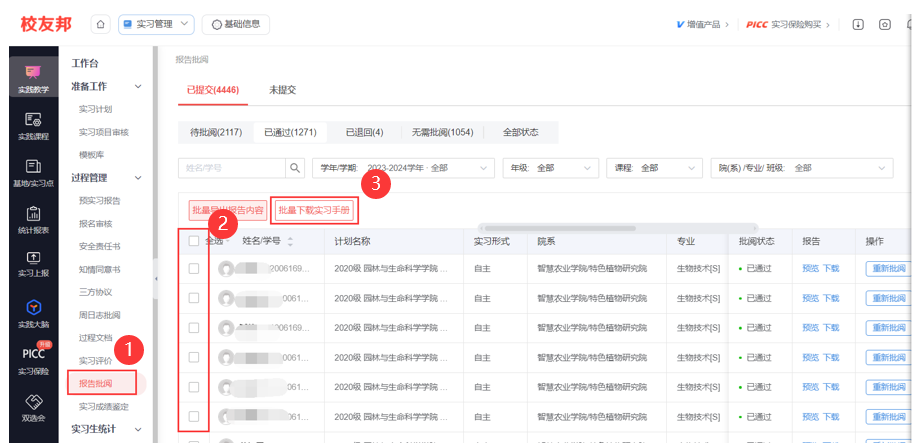 校友邦
实习管理
基础信息
增值产品
PICC 实习保险购买
实践教学
实践课程
基地/实习点
统计报表
实习上报
实践大脑
PICC
实习保险
双选会
工作台
准备工作
实习计划
实习项目审核
模板库
过程管理
预实习报告
报名审核
安全责任书
知情同意书
三方协议
周日志批阅
过程文档
实习评价
1
报告批阅
实习成绩鉴定
实习生统计
报告批阅
已提交(4446) 未提交
待批阅(2117) 已通过(1271) 已退回(4) 无需批阅(1054) 全部状态
姓名/学号 学年/学期: 2023-2024学年 · 全部 年级: 全部 课程: 全部 院(系) /专业/ 班级: 全部
3
批量导出报告内容 批量下载实习手册
2
全选 姓名/学号 计划名称 实习形式 院系 专业 批阅状态 报告 操作
2006169... 2020级 园林与生命科学学院 ... 自主 智慧农业学院/特色植物研究院 生物技术[S] 已通过 预览 下载 重新批阅
0061... 2020级 园林与生命科学学院 ... 自主 智慧农业学院/特色植物研究院 生物技术[S] 已通过 预览 下载 重新批阅
006169... 2020级 园林与生命科学学院 ... 自主 智慧农业学院/特色植物研究院 生物技术[S] 已通过 预览 下载 重新批阅
0061... 2020级 园林与生命科学学院 ... 自主 智慧农业学院/特色植物研究院 生物技术[S] 已通过 预览 下载 重新批阅
061... 2020级 园林与生命科学学院 ... 自主 智慧农业学院/特色植物研究院 生物技术[S] 已通过 预览 下载 重新批阅
061... 2020级 园林与生命科学学院 ... 自主 智慧农业学院/特色植物研究院 生物技术[S] 已通过 预览 下载 重新批阅